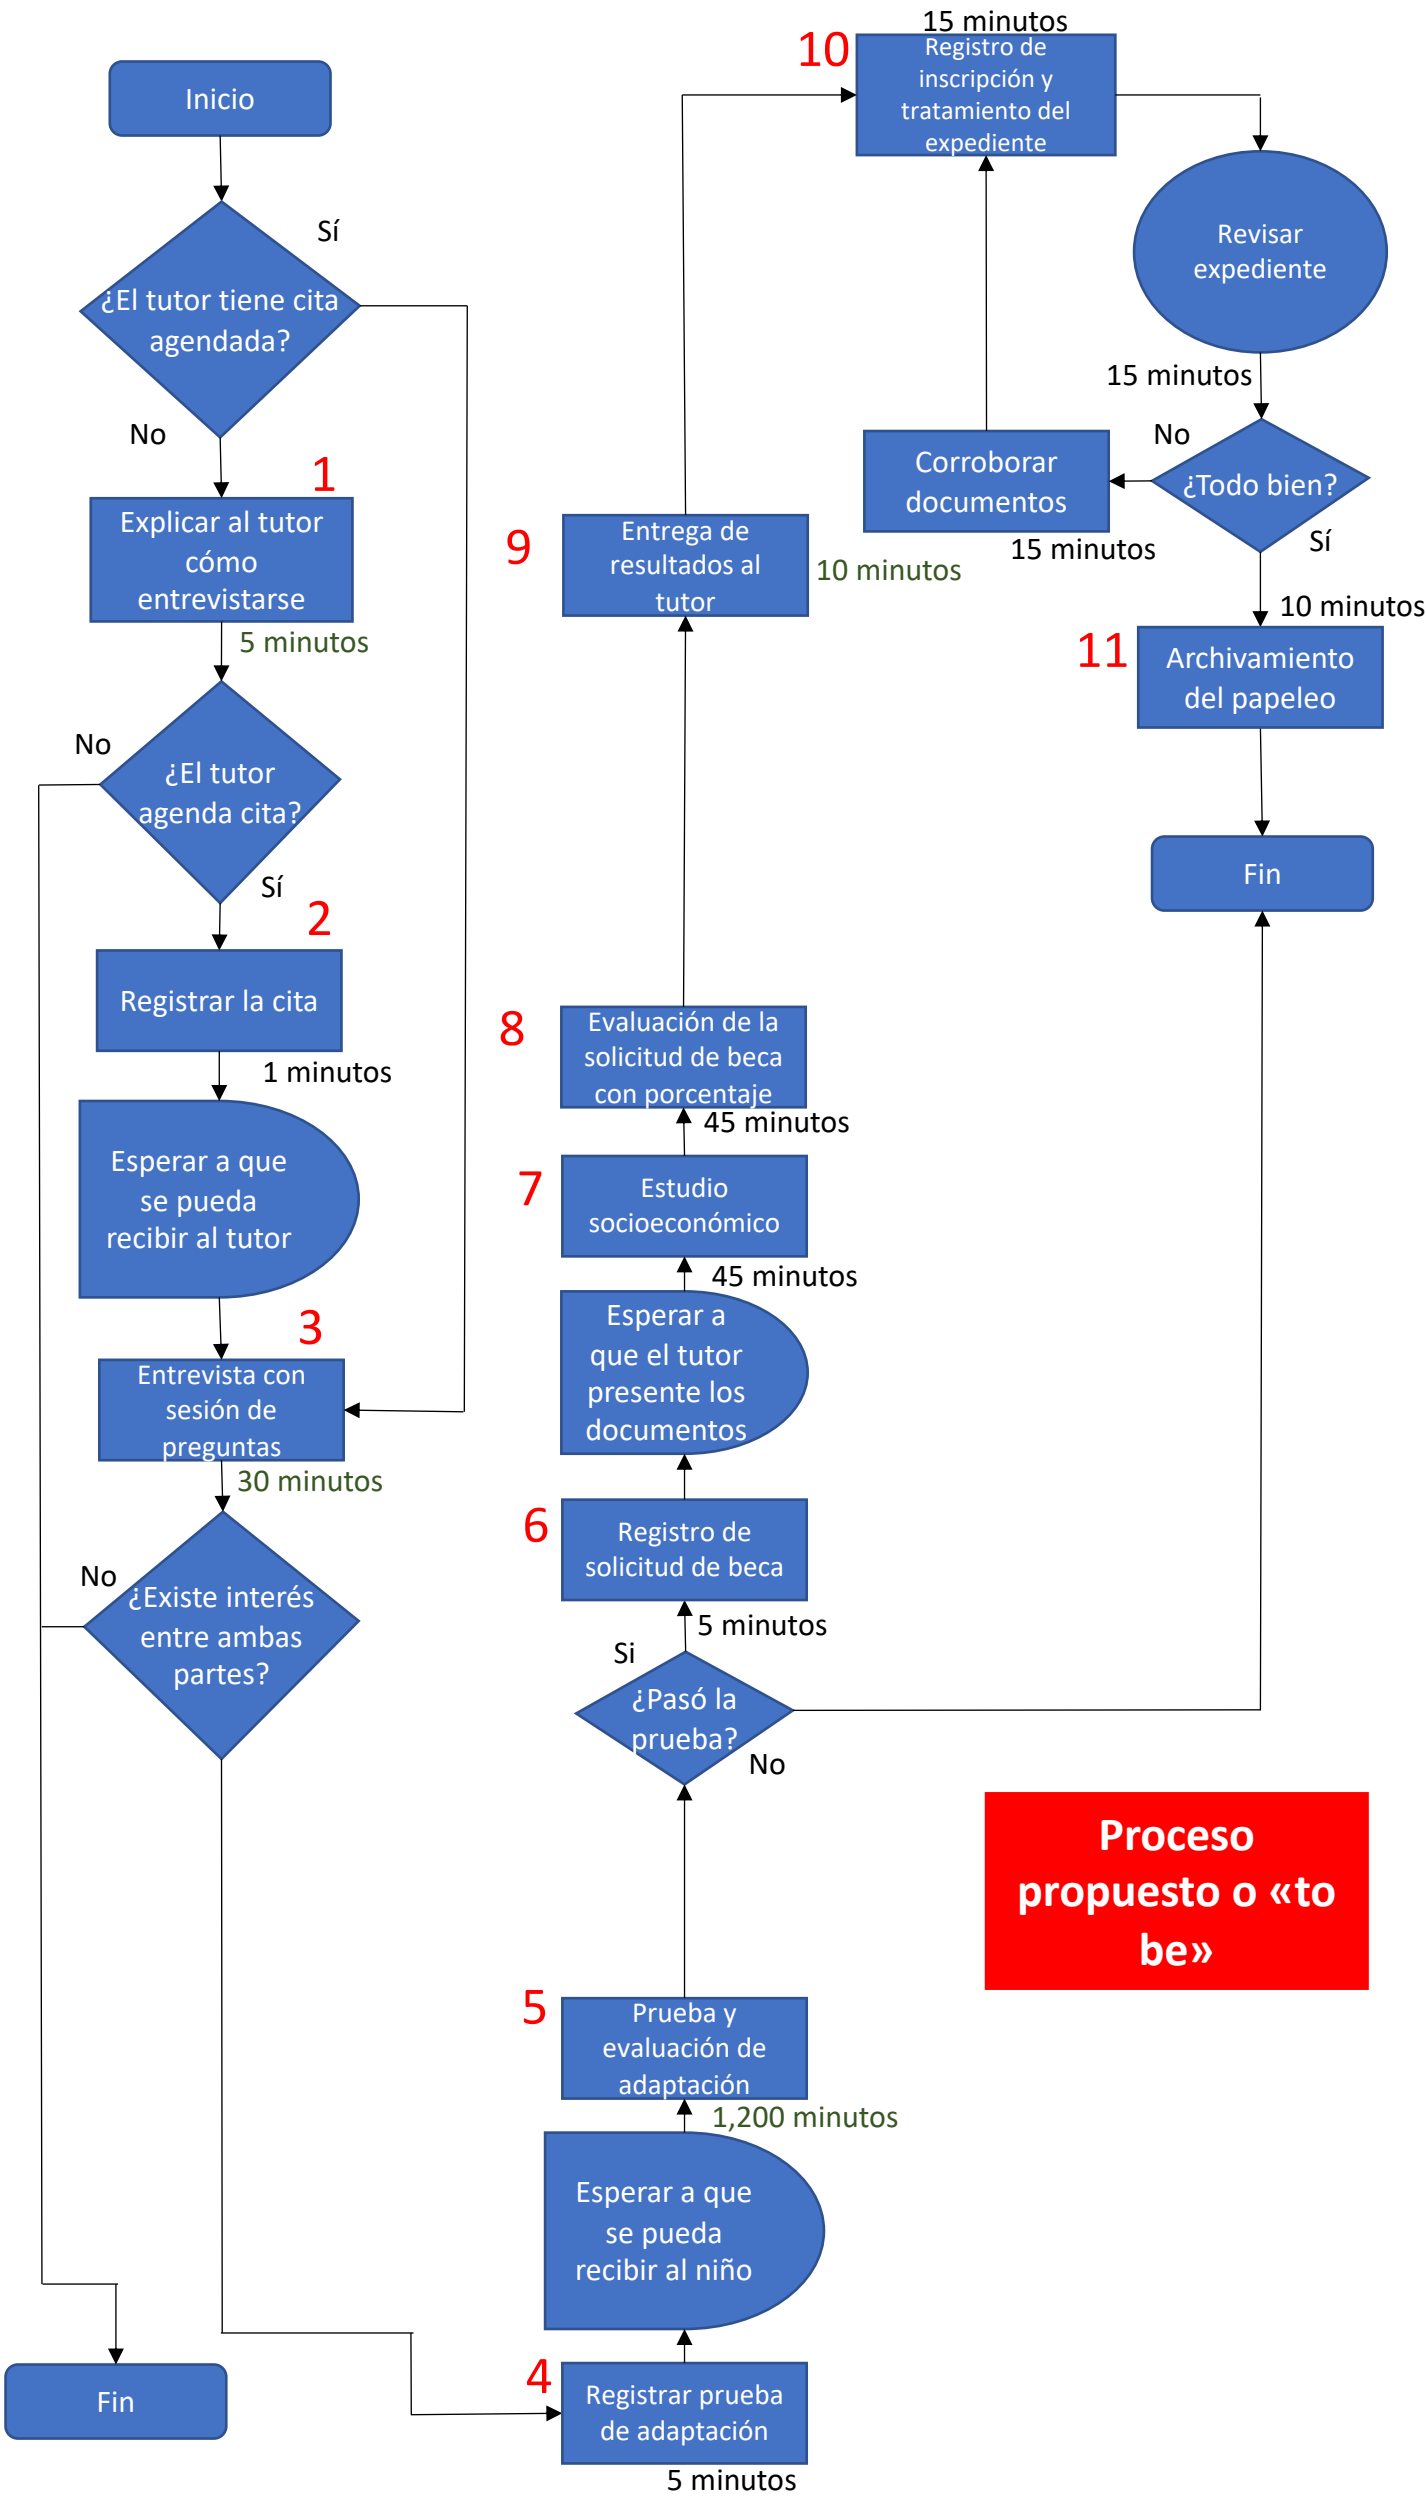 Inicio
Sí
¿El tutor tiene cita
agendada?
No
1
Explicar al tutor
cómo
entrevistarse
5 minutos
No
¿El tutor
agenda cita?
Sí
2
Registrar la cita
1 minutos
Esperar a que
se pueda
recibir al tutor
3
Entrevista con
sesión de
preguntas
30 minutos
No
¿Existe interés
entre ambas
partes?
Fin
4
Registrar prueba
de adaptación
5 minutos
Esperar a que
se pueda
recibir al niño
1,200 minutos
5
Prueba y
evaluación de
adaptación
¿Pasó la
prueba?
No
Si
5 minutos
6
Registro de
solicitud de beca
Esperar a
que el tutor
presente los
documentos
45 minutos
7
Estudio
socioeconómico
45 minutos
8
Evaluación de la
solicitud de beca
con porcentaje
9
Entrega de
resultados al
tutor
10 minutos
10
15 minutos
Registro de
inscripción y
tratamiento del
expediente
Revisar
expediente
15 minutos
No
¿Todo bien?
Sí
Corroborar
documentos
15 minutos
10 minutos
11
Archivamiento
del papeleo
Fin
Proceso
propuesto o «to
be»